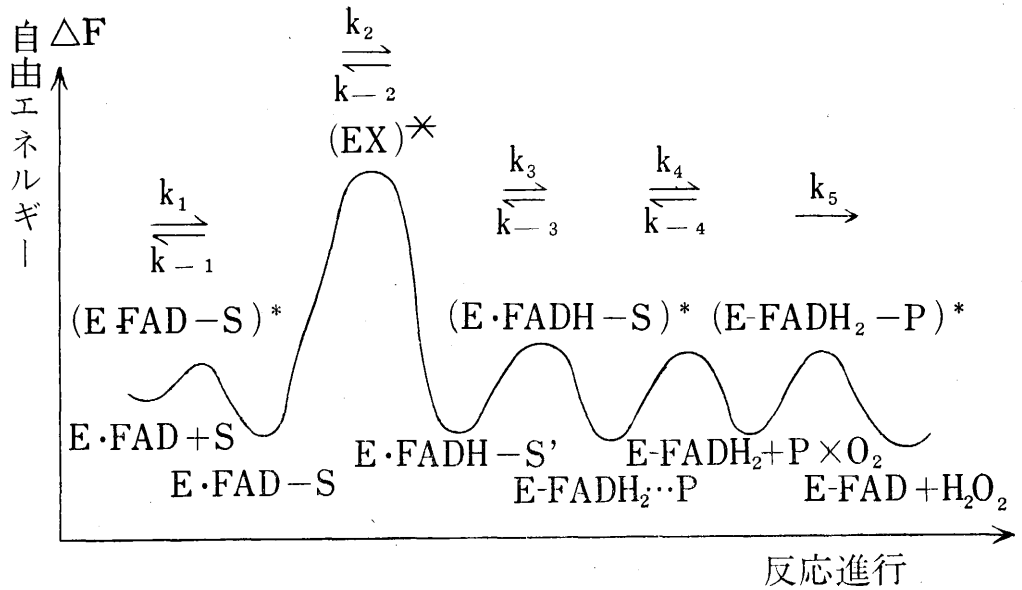 自由エネルギー
△F
k₂
⇌
k−₂
(EX)*
k₁
⇌
k−₁
k₃
⇌
k−₃
k₄
⇌
k−₄
k₅
→
(E FAD−S)*
(E·FADH−S)*
(E-FADH₂−P)*
E·FAD+S
E·FAD−S
E·FADH−S’
E-FADH₂…P
E-FADH₂+P×O₂
E-FAD+H₂O₂
反応進行